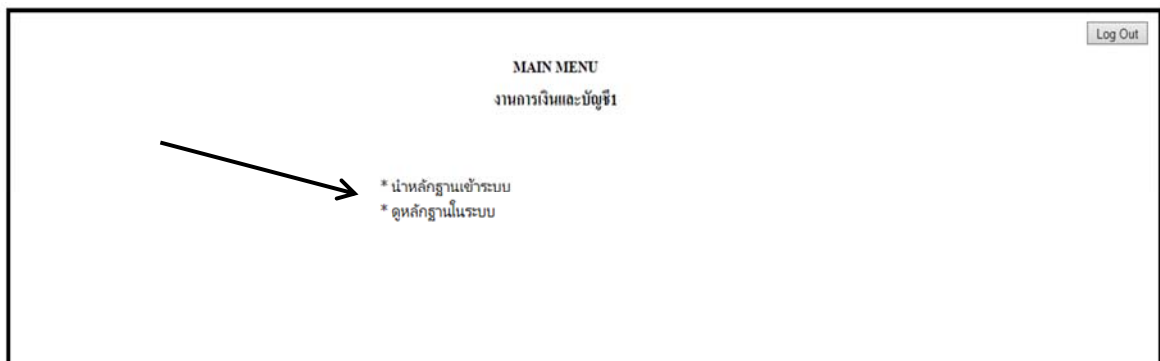 Log Out
MAIN MENU
งานการเงินและบัญชี1
* นำหลักฐานเข้าระบบ
* ดูหลักฐานในระบบ